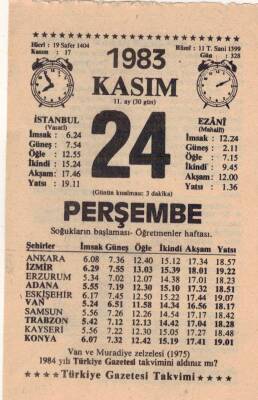 Hicri : 19 Safer 1404
Kasım : 17
1983
Rûmî : 11 T. Sani 1399
Gün : 328
KASIM
11. ay (30 gün)
İSTANBUL
(Vasati)
İmsak : 6.24
Güneş : 7.54
Öğle : 12.55
İkindi : 15.24
Akşam : 17.46
Yatsı : 19.11
24
EZÂNÎ
(Mahalli)
İmsak : 12.24
Güneş : 2.11
Öğle : 7.15
İkindi : 9.45
Akşam : 12.00
Yatsı : 1.36
(Günün kısalması: 3 dakika)
PERŞEMBE
Soğukların başlaması- Öğretmenler haftası.
Şehirler İmsak Güneş Öğle İkindi Akşam Yatsı
ANKARA 6.08 7.36 12.40 15.12 17.34 18.57
İZMİR 6.29 7.55 13.03 15.39 18.01 19.22
ERZURUM 5.34 7.02 12.07 14.38 17.01 18.23
ADANA 5.55 7.19 12.30 15.10 17.32 18.51
ESKİŞEHİR 6.17 7.45 12.50 15.22 17.44 19.07
VAN 5.24 6.51 11.58 14.34 16.56 18.17
SAMSUN 5.56 7.26 12.26 14.54 17.16 18.42
TRABZON 5.42 7.12 12.13 14.42 17.04 18.28
KAYSERİ 5.56 7.22 12.30 15.05 17.28 18.49
KONYA 6.07 7.32 12.42 15.19 17.41 19.01
Van ve Muradiye zelzelesi (1975)
1984 yılı Türkiye Gazetesi takvimini aldınız mı?
★★★★ Türkiye Gazetesi Takvimi ★★★★